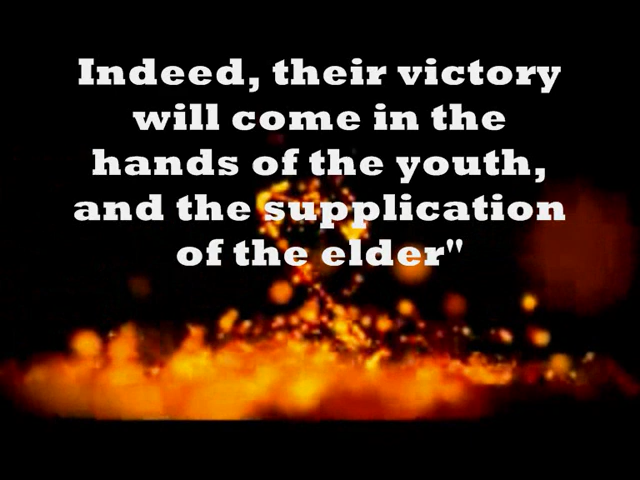 Indeed, their victory
will come in the
hands of the youth,
and the supplication
of the elder"